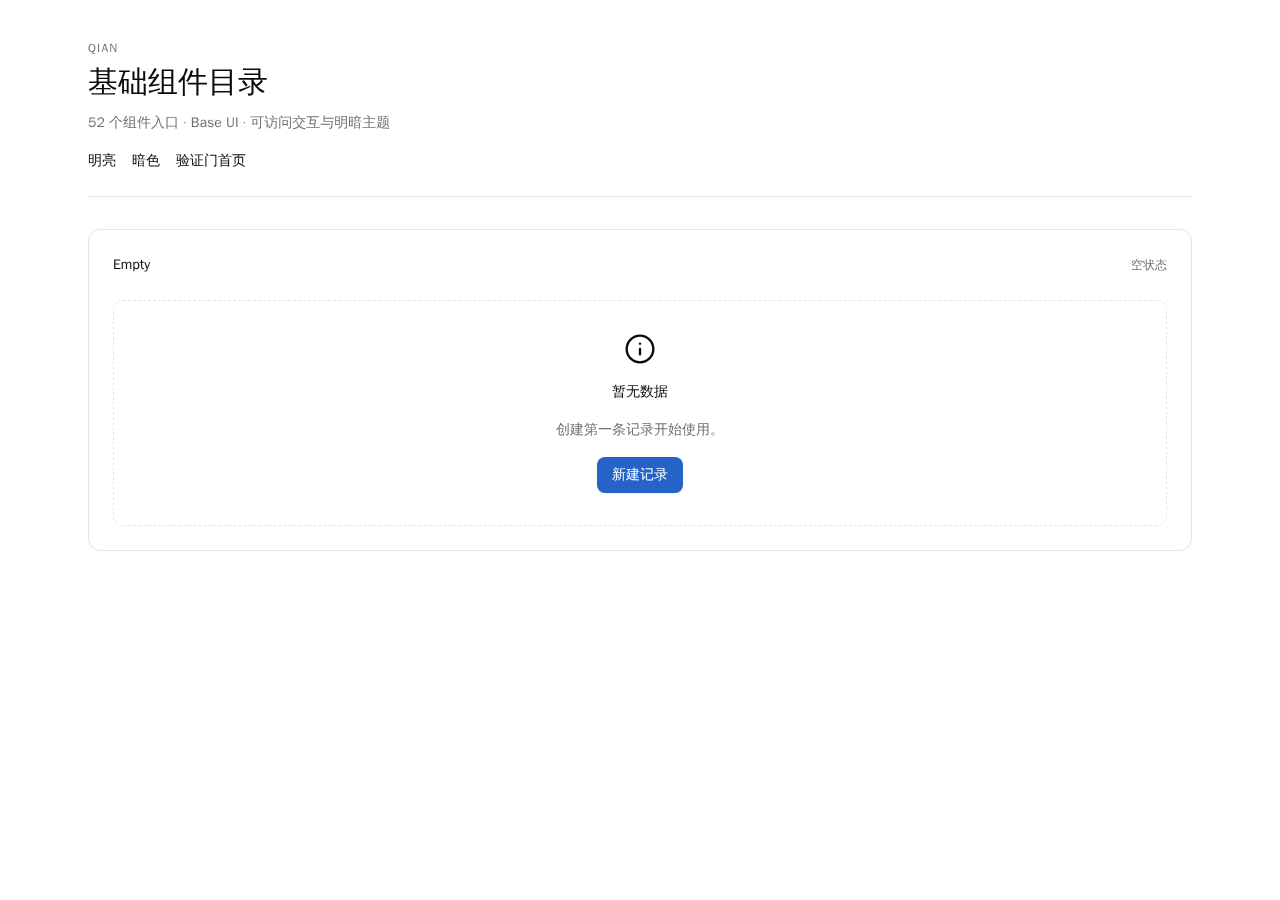 QIAN
基础组件目录
52 个组件入口 · Base UI · 可访问交互与明暗主题
明亮 暗色 验证门首页
Empty 空状态
暂无数据
创建第一条记录开始使用。
新建记录